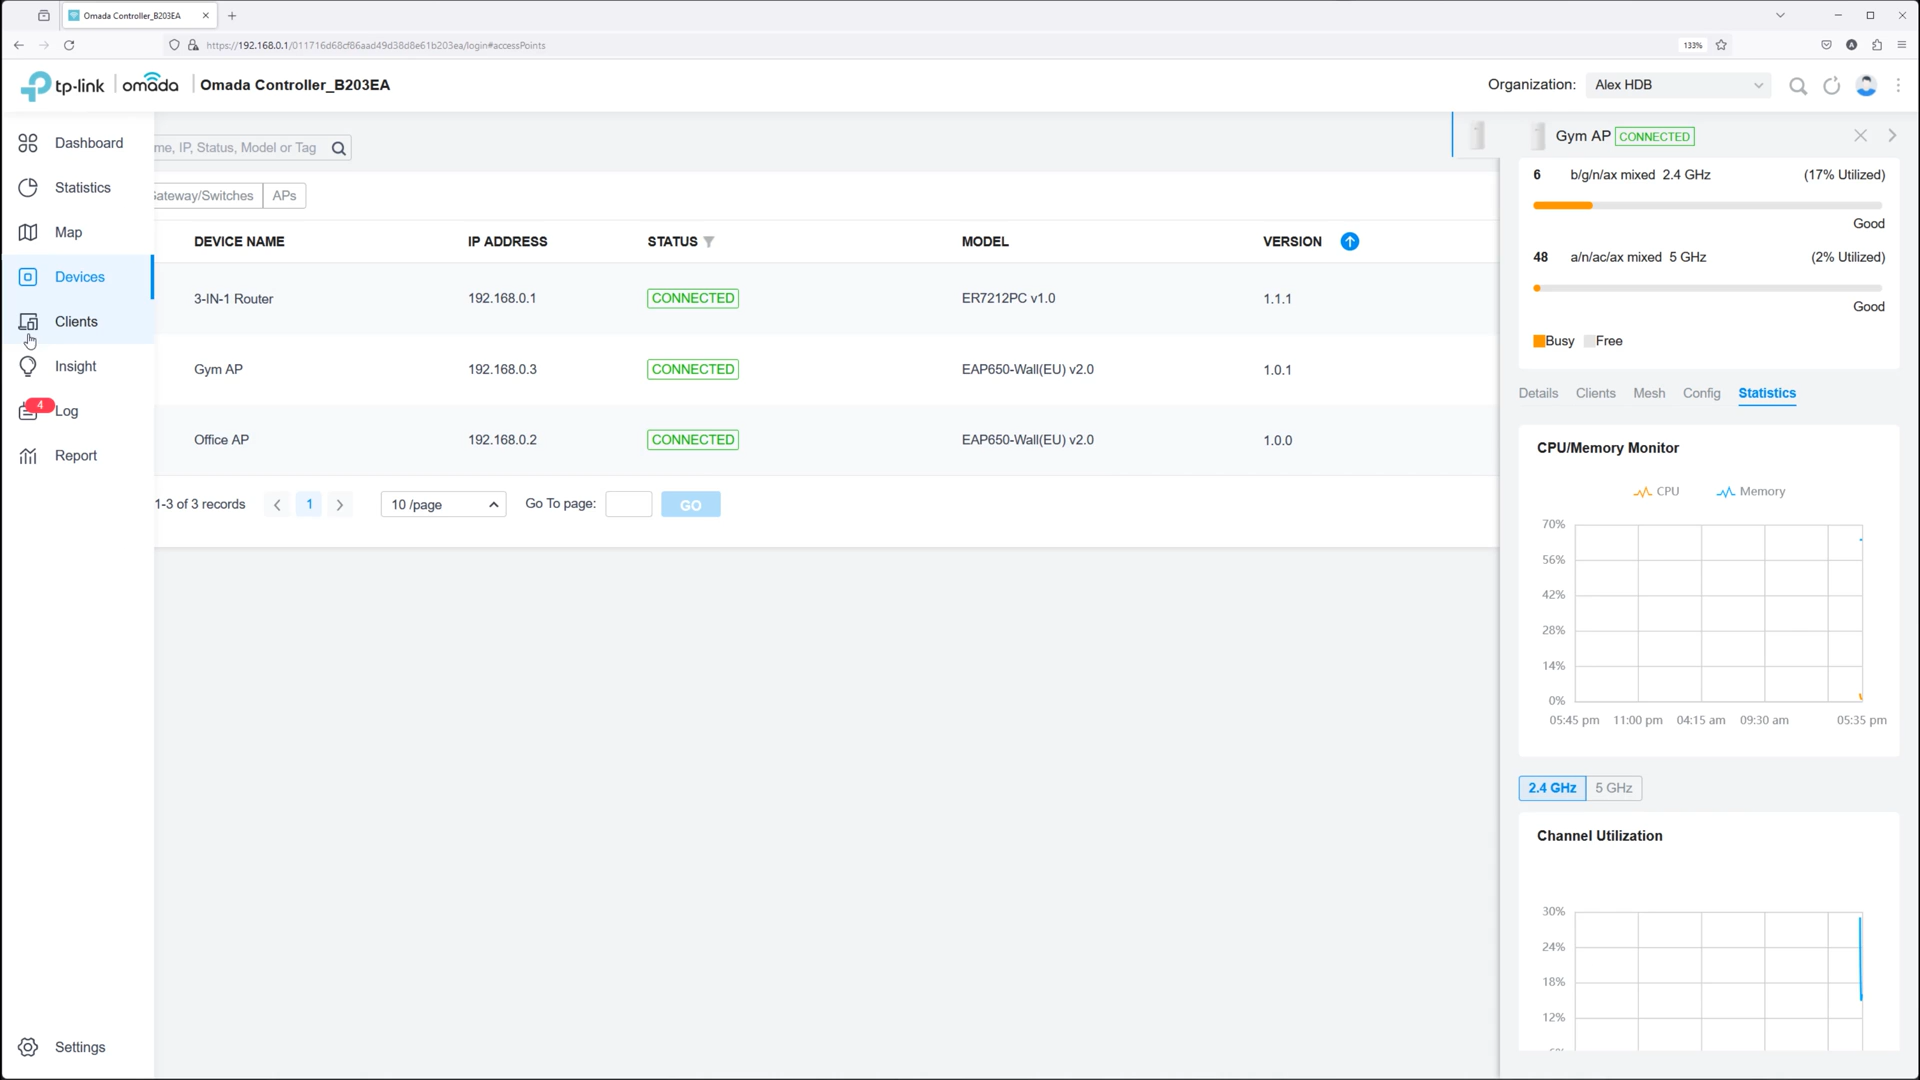 Omada Controller_B203EA
https://192.168.0.1/011716d68cf86aad49d38d8e61b203ea/login#accessPoints
133%
tp-link | omada | Omada Controller_B203EA
Organization: Alex HDB
Dashboard
Statistics
Map
Devices
Clients
Insight
4
Log
Report
Settings
me, IP, Status, Model or Tag
Gateway/Switches APs
DEVICE NAME IP ADDRESS STATUS MODEL VERSION
3-IN-1 Router 192.168.0.1 CONNECTED ER7212PC v1.0 1.1.1
Gym AP 192.168.0.3 CONNECTED EAP650-Wall(EU) v2.0 1.0.1
Office AP 192.168.0.2 CONNECTED EAP650-Wall(EU) v2.0 1.0.0
1-3 of 3 records 1 10 /page Go To page: GO
Gym AP CONNECTED
6 b/g/n/ax mixed 2.4 GHz (17% Utilized)
Good
48 a/n/ac/ax mixed 5 GHz (2% Utilized)
Good
Busy Free
Details Clients Mesh Config Statistics
CPU/Memory Monitor
CPU Memory
70%
56%
42%
28%
14%
0%
05:45 pm 11:00 pm 04:15 am 09:30 am 05:35 pm
2.4 GHz 5 GHz
Channel Utilization
30%
24%
18%
12%